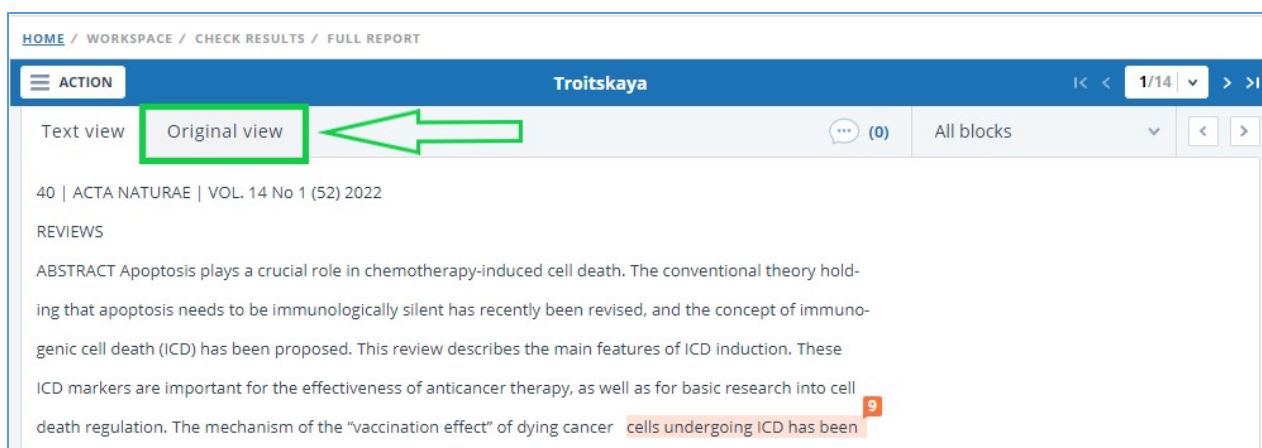 HOME / WORKSPACE / CHECK RESULTS / FULL REPORT
ACTION Troitskaya 1/14
Text view Original view (0) All blocks
40 | ACTA NATURAE | VOL. 14 No 1 (52) 2022
REVIEWS
ABSTRACT Apoptosis plays a crucial role in chemotherapy-induced cell death. The conventional theory hold-
ing that apoptosis needs to be immunologically silent has recently been revised, and the concept of immuno-
genic cell death (ICD) has been proposed. This review describes the main features of ICD induction. These
ICD markers are important for the effectiveness of anticancer therapy, as well as for basic research into cell
9
death regulation. The mechanism of the “vaccination effect” of dying cancer cells undergoing ICD has been